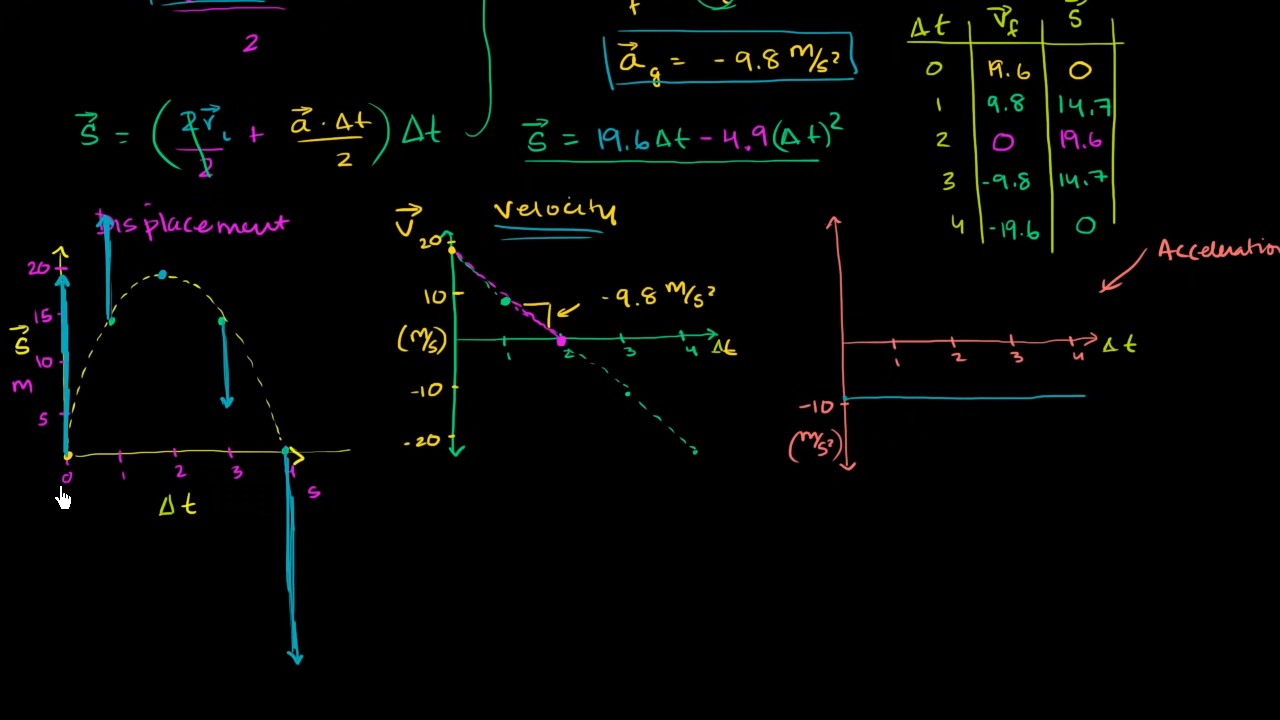 2
f
a⃗g = -9.8 m/s²
Δt v⃗f s⃗
0 19.6 0
1 9.8 14.7
2 0 19.6
3 -9.8 14.7
4 -19.6 0
s⃗ = (2v⃗i/2 + a⃗·Δt/2) Δt
s⃗ = 19.6Δt - 4.9(Δt)²
Displacement
20
15
s⃗
10
m
5
0 1 2 3 4
s
Δt
v⃗
Velocity
20
10
-9.8 m/s²
(m/s)
1 2 3 4 Δt
-10
-20
Acceleration
1 2 3 4 Δt
-10
(m/s²)